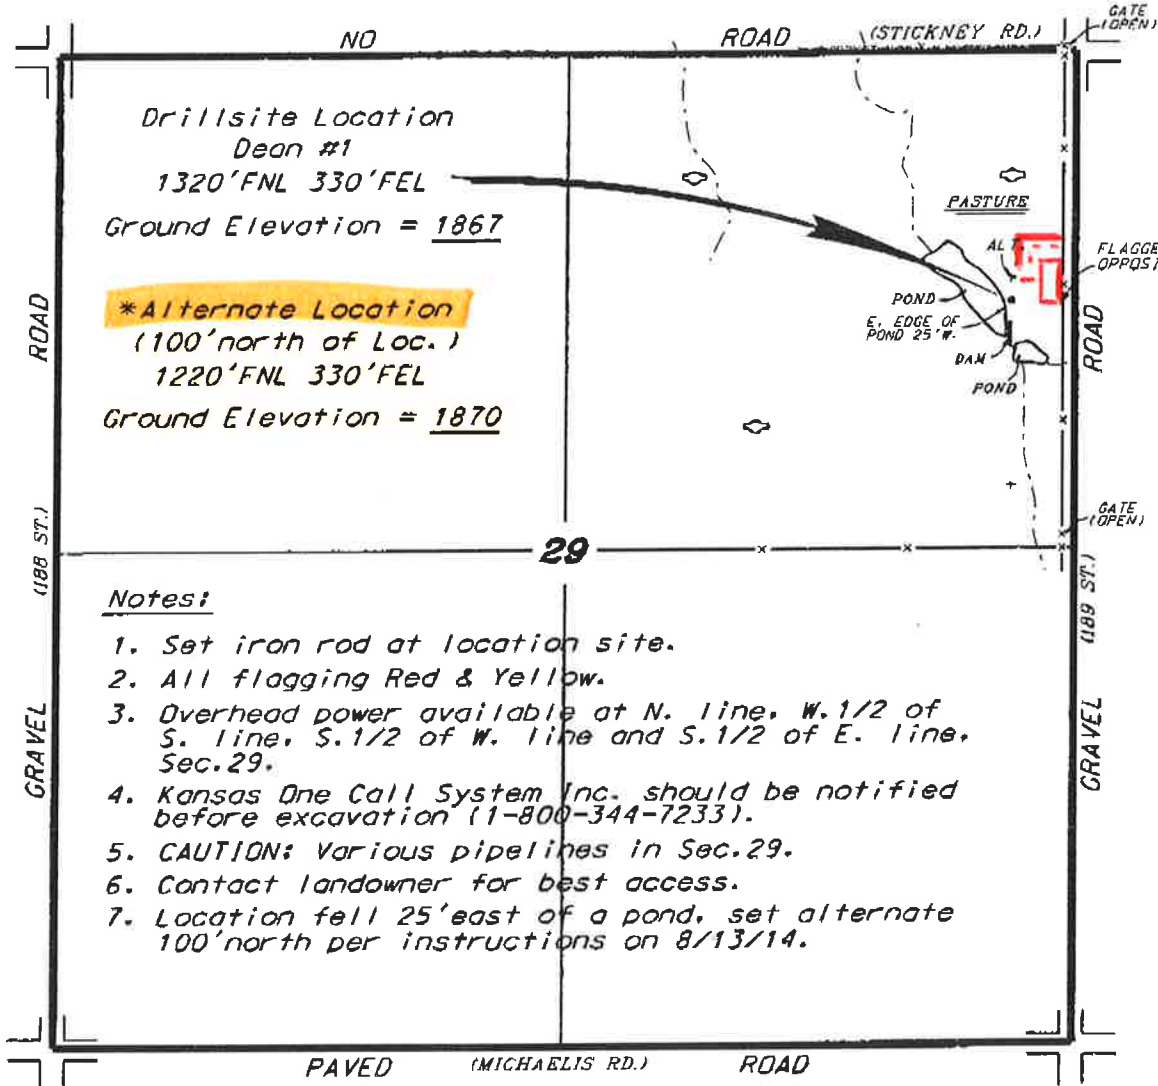 GATE
(OPEN)
NO ROAD (STICKNEY RD.)
Drillsite Location
Dean #1
1320'FNL 330'FEL
Ground Elevation = 1867
PASTURE
ALT.
FLAGGE
OPPOSI
*Alternate Location
(100'north of Loc.)
1220'FNL 330'FEL
Ground Elevation = 1870
POND
E. EDGE OF
POND 25'W.
DAM
POND
ROAD
ROAD
GATE
(OPEN)
(188 ST.)
29
(189 ST.)
Notes:
1. Set iron rod at location site.
2. All flagging Red & Yellow.
3. Overhead power available at N. line, W.1/2 of
S. line, S.1/2 of W. line and S.1/2 of E. line,
Sec.29.
4. Kansas One Call System Inc. should be notified
before excavation (1-800-344-7233).
5. CAUTION: Various pipelines in Sec.29.
6. Contact landowner for best access.
7. Location fell 25'east of a pond, set alternate
100'north per instructions on 8/13/14.
GRAVEL
GRAVEL
PAVED (MICHAELIS RD.) ROAD